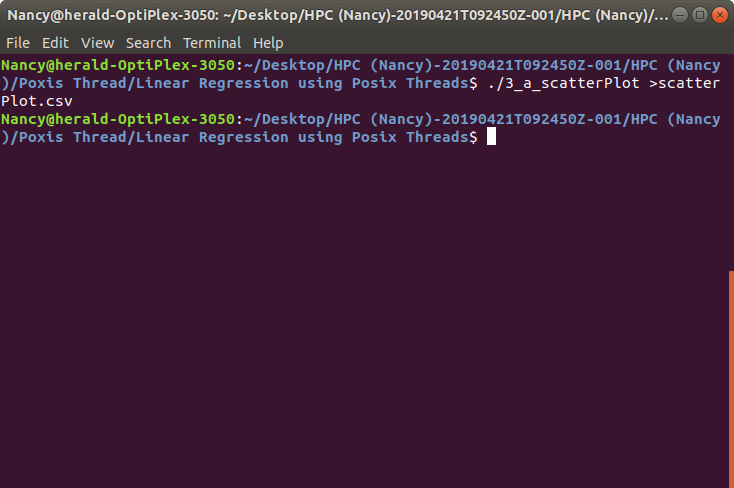 Nancy@herald-OptiPlex-3050: ~/Desktop/HPC (Nancy)-20190421T092450Z-001/HPC (Nancy)/...
File Edit View Search Terminal Help
Nancy@herald-OptiPlex-3050:~/Desktop/HPC (Nancy)-20190421T092450Z-001/HPC (Nancy
)/Poxis Thread/Linear Regression using Posix Threads$ ./3_a_scatterPlot >scatter
Plot.csv
Nancy@herald-OptiPlex-3050:~/Desktop/HPC (Nancy)-20190421T092450Z-001/HPC (Nancy
)/Poxis Thread/Linear Regression using Posix Threads$